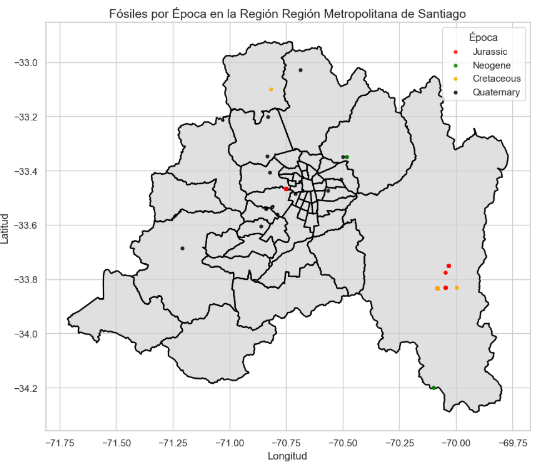 Fósiles por Época en la Región Región Metropolitana de Santiago
Época
Jurassic
Neogene
Cretaceous
Quaternary
Latitud
−33.0
−33.2
−33.4
−33.6
−33.8
−34.0
−34.2
−71.75 −71.50 −71.25 −71.00 −70.75 −70.50 −70.25 −70.00 −69.75
Longitud